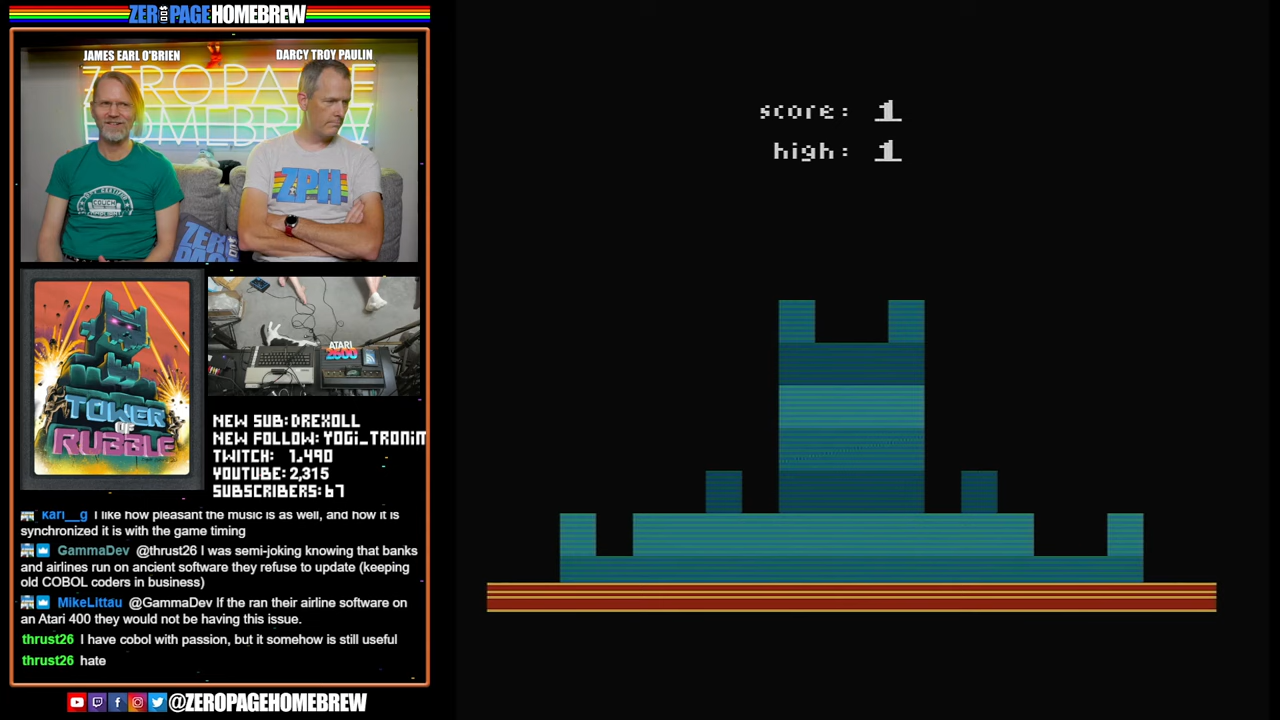 ZEROPAGE HOMEBREW
JAMES EARL O'BRIEN
DARCY TROY PAULIN
ZEROPAGE
HOMEBREW
ZPH
ZERO
PAGE
TOWER
OF
RUBBLE
ATARI
2600
NEW SUB: DREXOLL
NEW FOLLOW: YOGI_TRONIM
TWITCH: 1,490
YOUTUBE: 2,315
SUBSCRIBERS: 67
kari__g I like how pleasant the music is as well, and how it is
synchronized it is with the game timing
GammaDev @thrust26 I was semi-joking knowing that banks
and airlines run on ancient software they refuse to update (keeping
old COBOL coders in business)
MikeLittau @GammaDev If the ran their airline software on
an Atari 400 they would not be having this issue.
thrust26 I have cobol with passion, but it somehow is still useful
thrust26 hate
@ZEROPAGEHOMEBREW
score: 1
high: 1